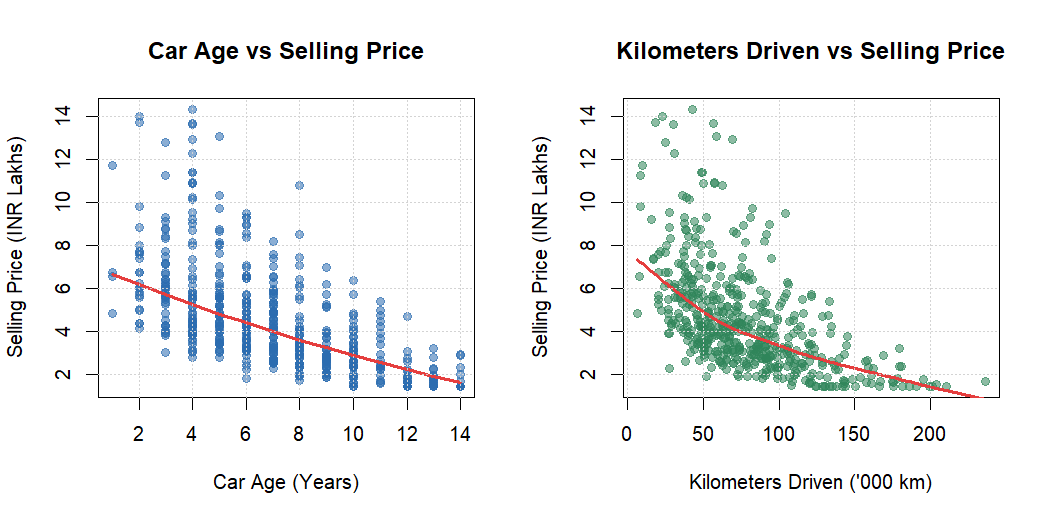 Car Age vs Selling Price
Selling Price (INR Lakhs)
14
12
10
8
6
4
2
2 4 6 8 10 12 14
Car Age (Years)
Kilometers Driven vs Selling Price
Selling Price (INR Lakhs)
14
12
10
8
6
4
2
0 50 100 150 200
Kilometers Driven ('000 km)